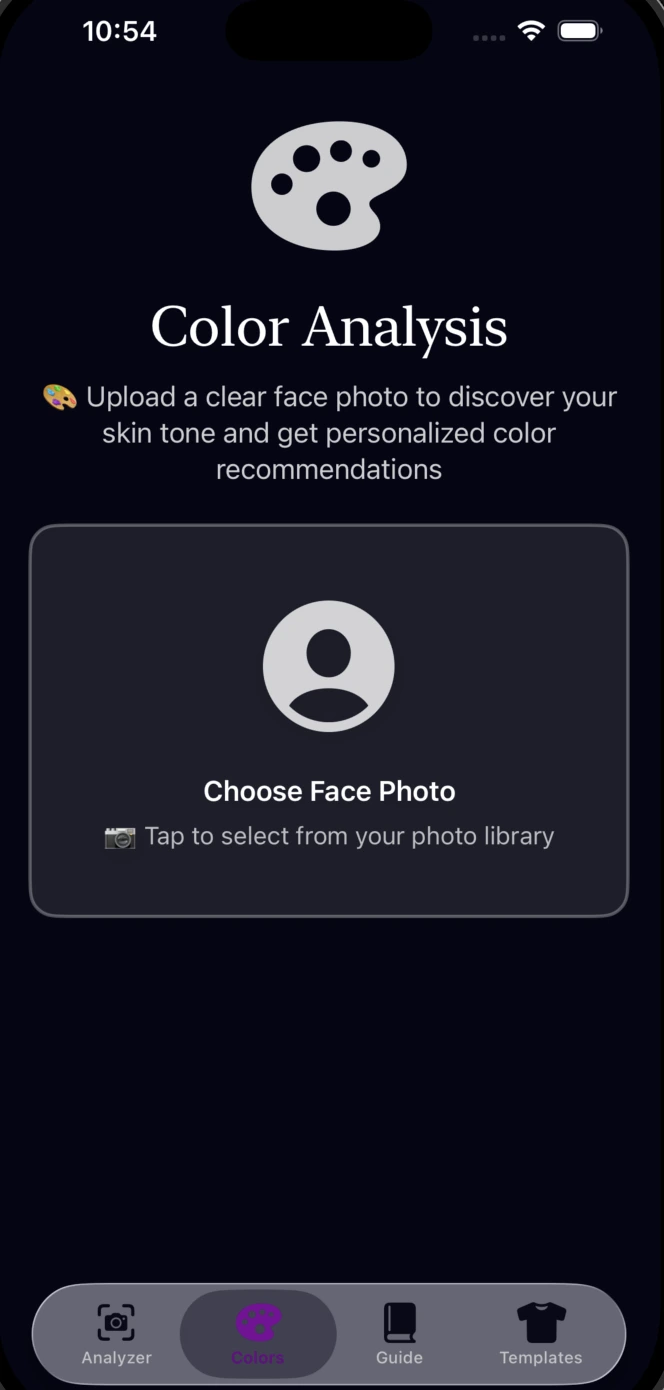 10:54
Color Analysis
🎨 Upload a clear face photo to discover your
skin tone and get personalized color
recommendations
Choose Face Photo
📷 Tap to select from your photo library
Analyzer
Colors
Guide
Templates